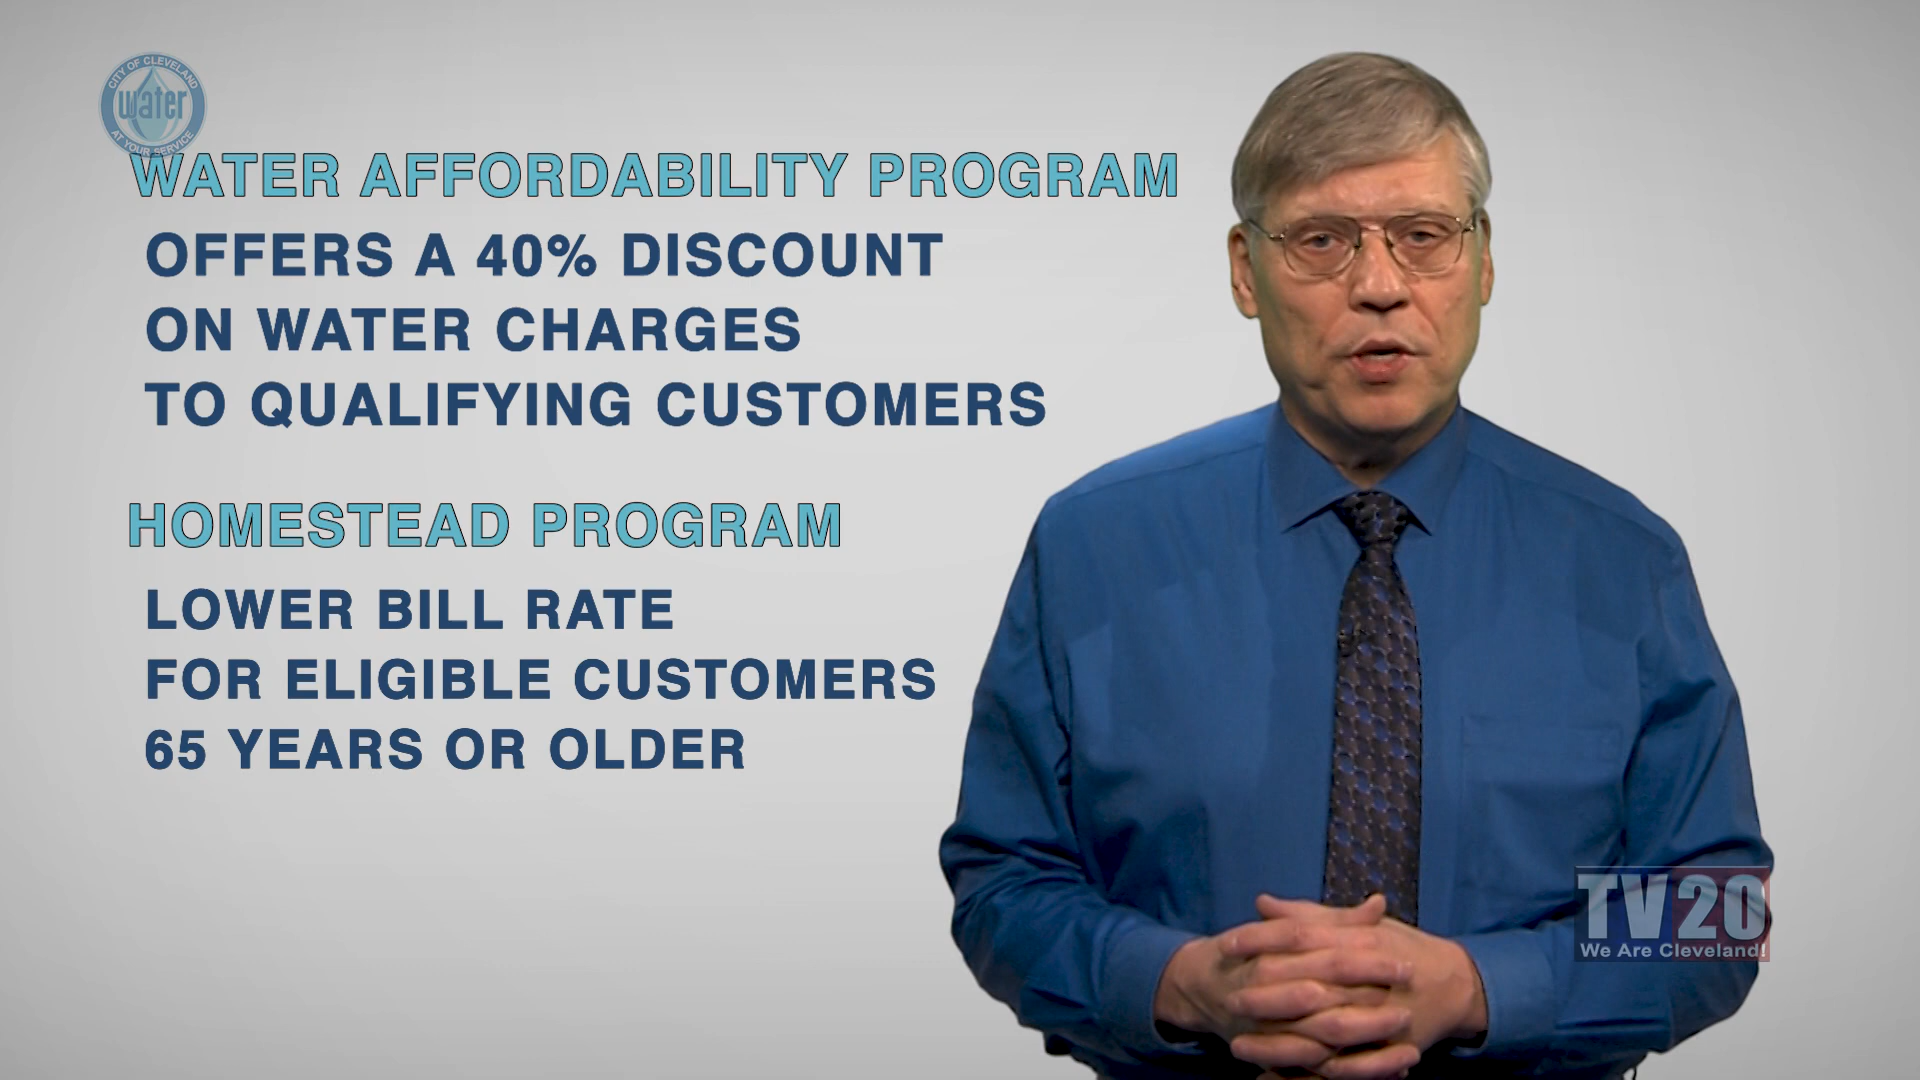 CITY OF CLEVELAND
water
AT YOUR SERVICE
WATER AFFORDABILITY PROGRAM
OFFERS A 40% DISCOUNT
ON WATER CHARGES
TO QUALIFYING CUSTOMERS
HOMESTEAD PROGRAM
LOWER BILL RATE
FOR ELIGIBLE CUSTOMERS
65 YEARS OR OLDER
TV20
We Are Cleveland!